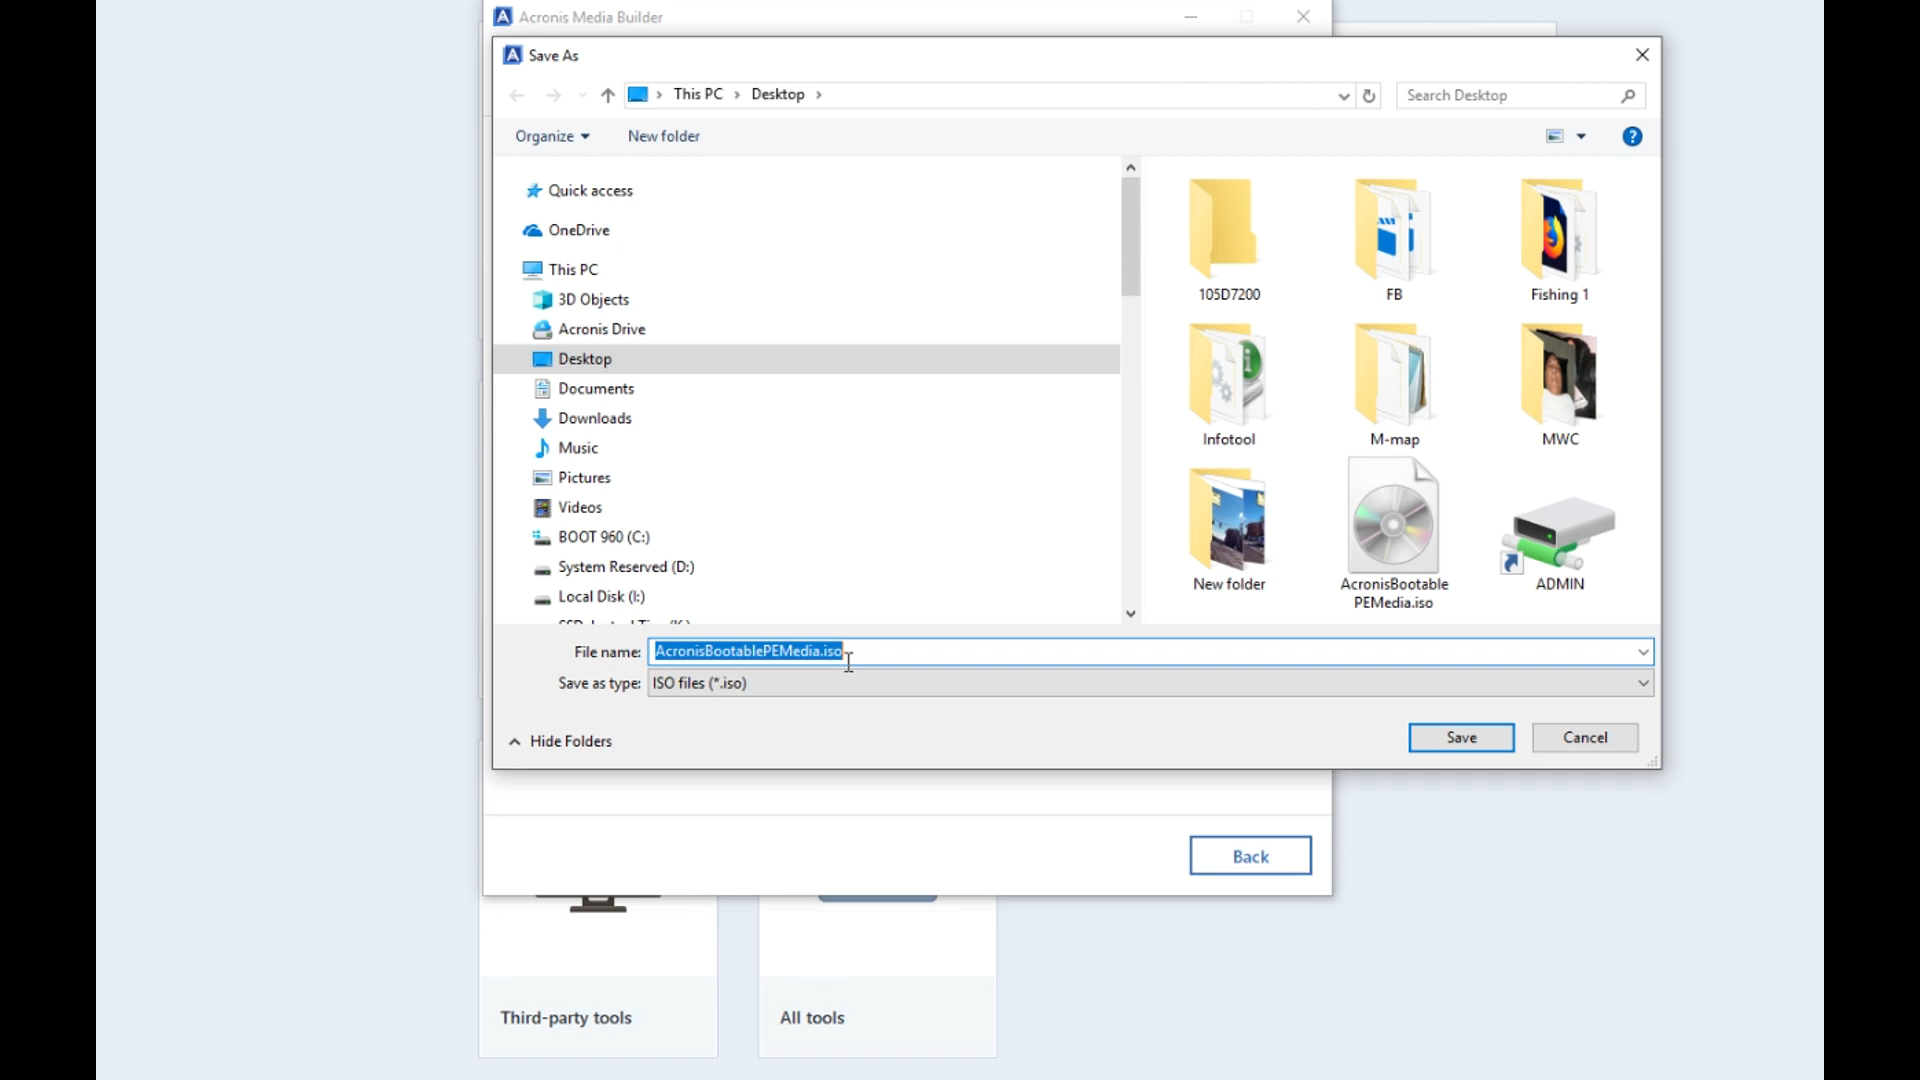 Acronis Media Builder
Save As
This PC
Desktop
Search Desktop
Organize
New folder
Quick access
OneDrive
This PC
3D Objects
Acronis Drive
Desktop
Documents
Downloads
Music
Pictures
Videos
BOOT 960 (C:)
System Reserved (D:)
Local Disk (I:)
105D7200
FB
Fishing 1
Infotool
M-map
MWC
New folder
AcronisBootable
PEMedia.iso
ADMIN
File name: AcronisBootablePEMedia.iso
Save as type: ISO files (*.iso)
Hide Folders
Save
Cancel
Back
Third-party tools
All tools